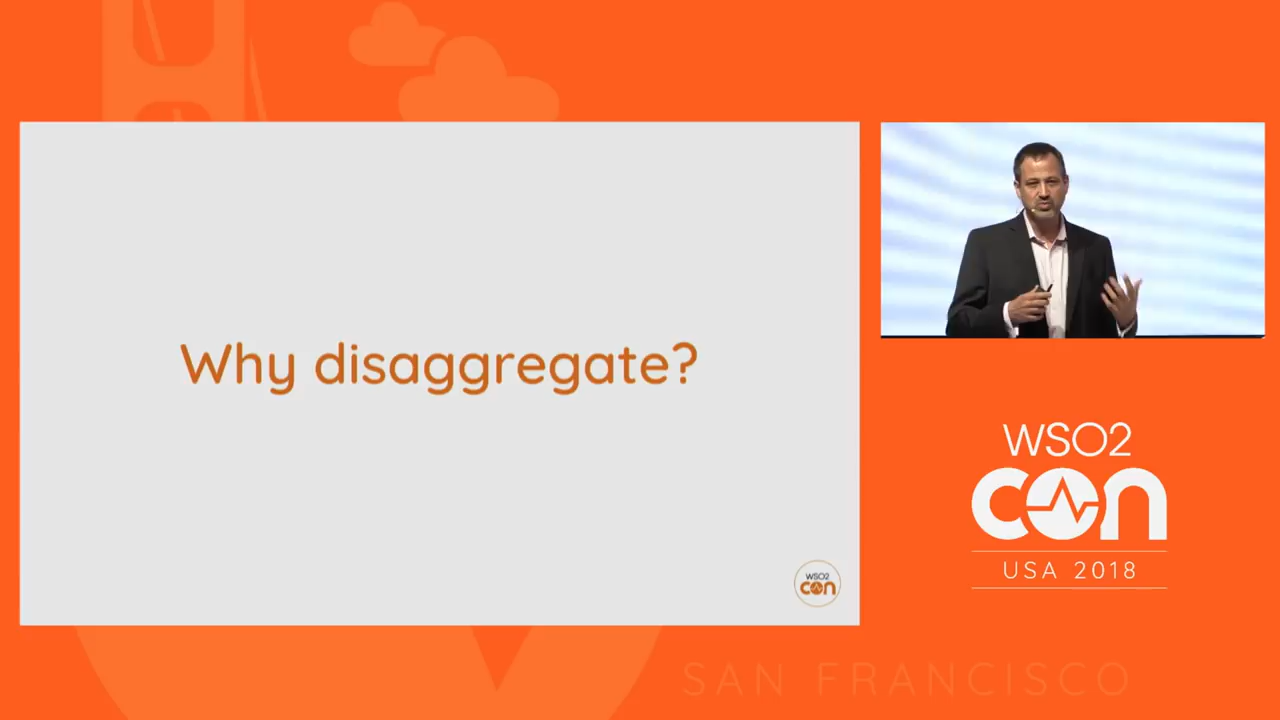 Why disaggregate?
WSO2
con
WSO2
con
USA 2018
SAN FRANCISCO